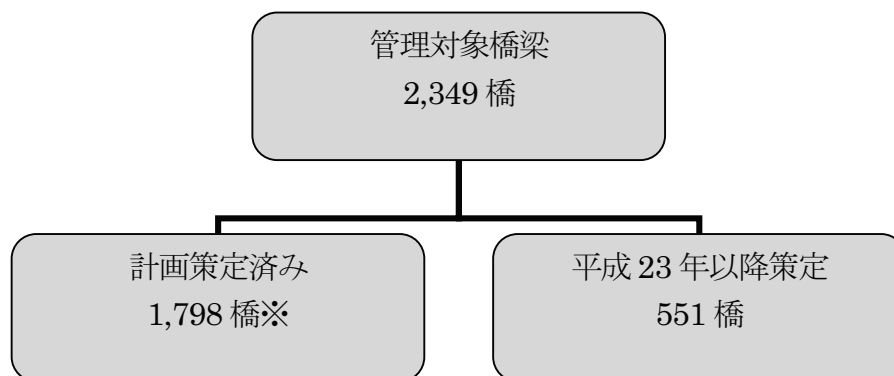 管理対象橋梁
2,349 橋
計画策定済み
1,798 橋※
平成 23 年以降策定
551 橋